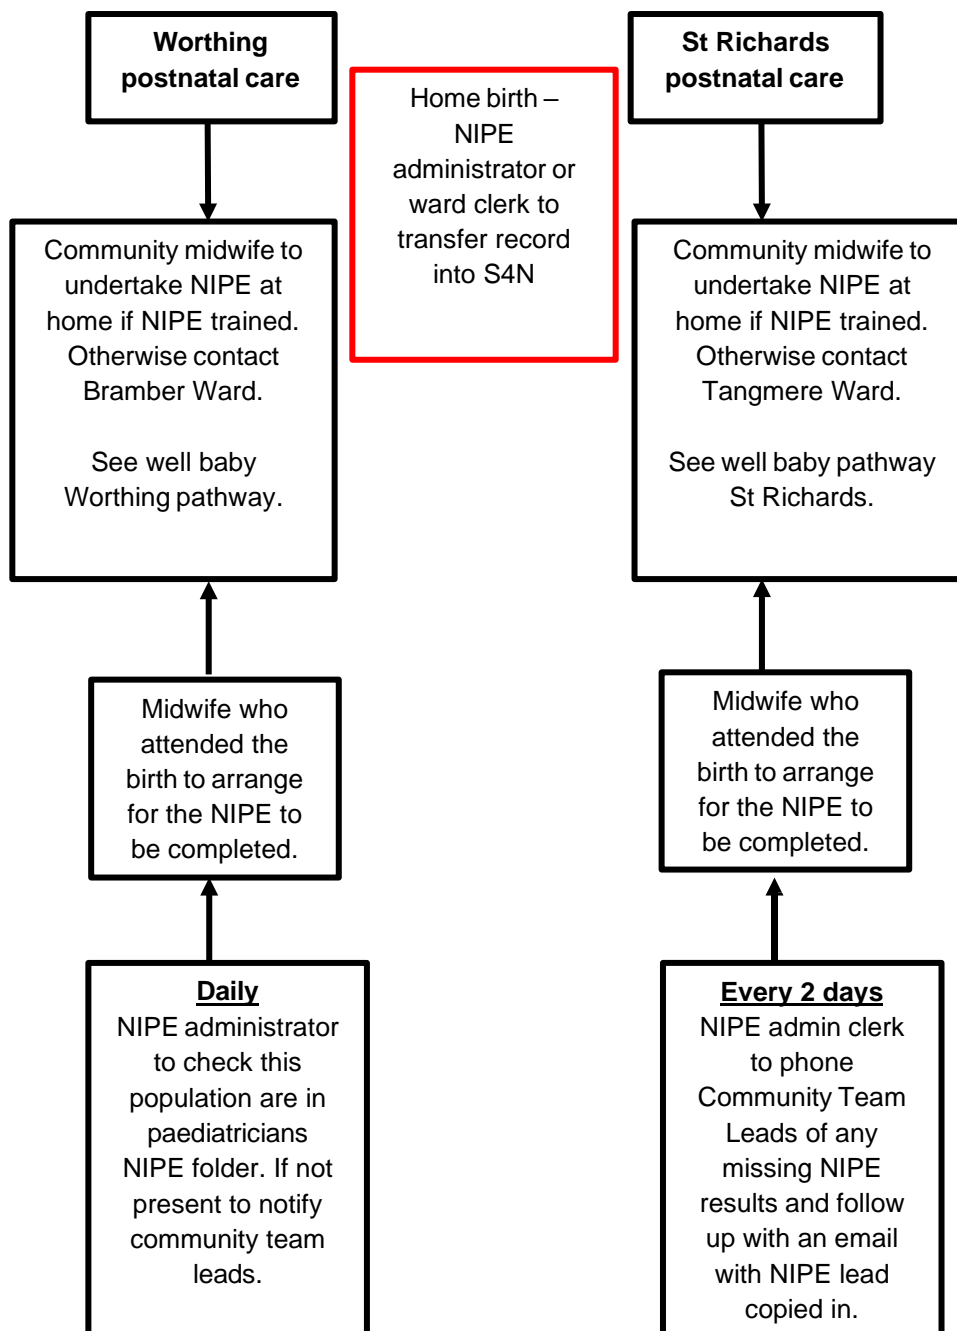 Worthing
postnatal care
St Richards
postnatal care
Home birth –
NIPE
administrator or
ward clerk to
transfer record
into S4N
Community midwife to
undertake NIPE at
home if NIPE trained.
Otherwise contact
Bramber Ward.
See well baby
Worthing pathway.
Community midwife to
undertake NIPE at
home if NIPE trained.
Otherwise contact
Tangmere Ward.
See well baby pathway
St Richards.
Midwife who
attended the
birth to arrange
for the NIPE to
be completed.
Midwife who
attended the
birth to arrange
for the NIPE to
be completed.
Daily
NIPE administrator
to check this
population are in
paediatricians
NIPE folder. If not
present to notify
community team
leads.
Every 2 days
NIPE admin clerk
to phone
Community Team
Leads of any
missing NIPE
results and follow
up with an email
with NIPE lead
copied in.